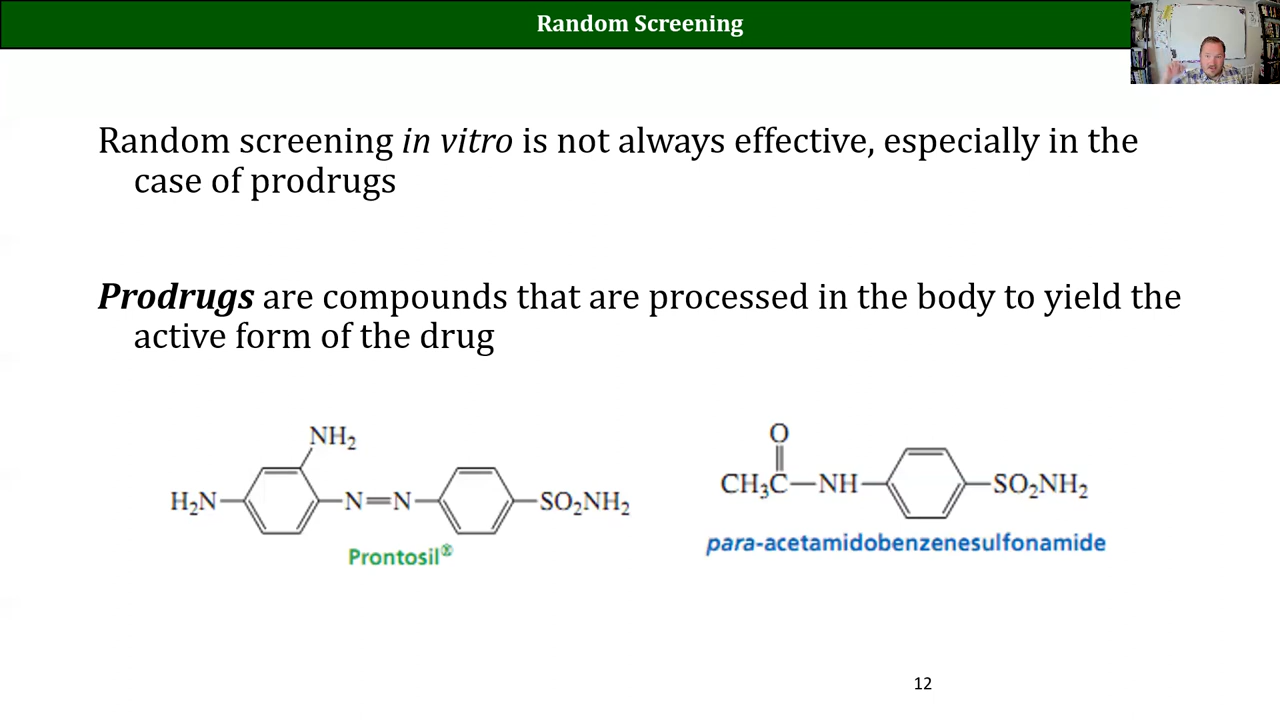 Random Screening
Random screening in vitro is not always effective, especially in the
case of prodrugs
Prodrugs are compounds that are processed in the body to yield the
active form of the drug
NH₂
H₂N
N=N
SO₂NH₂
Prontosil®
O
CH₃C—NH
SO₂NH₂
para-acetamidobenzenesulfonamide
12